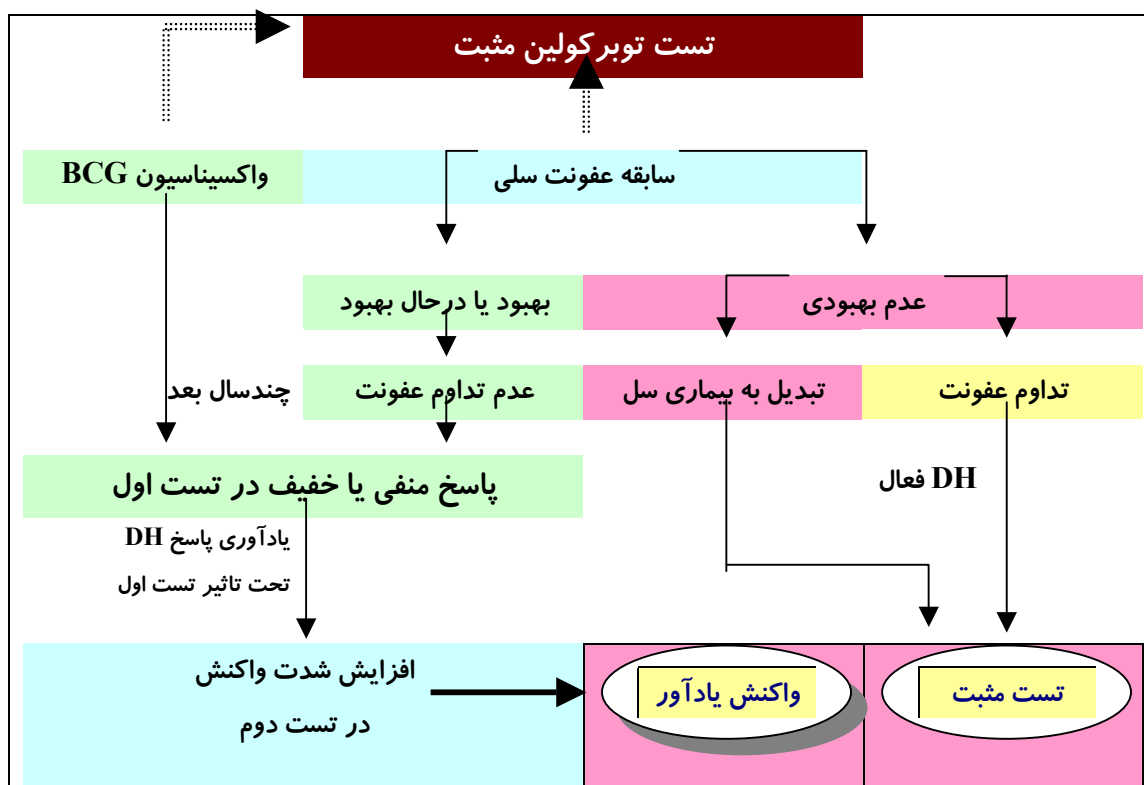 تست توبرکولین مثبت
واکسیناسیون BCG
سابقه عفونت سلی
بهبود یا درحال بهبود
عدم بهبودی
چندسال بعد
عدم تداوم عفونت
تبدیل به بیماری سل
تداوم عفونت
پاسخ منفی یا خفیف در تست اول
DH فعال
یادآوری پاسخ DH
تحت تاثیر تست اول
افزایش شدت واکنش
در تست دوم
واکنش یادآور
تست مثبت